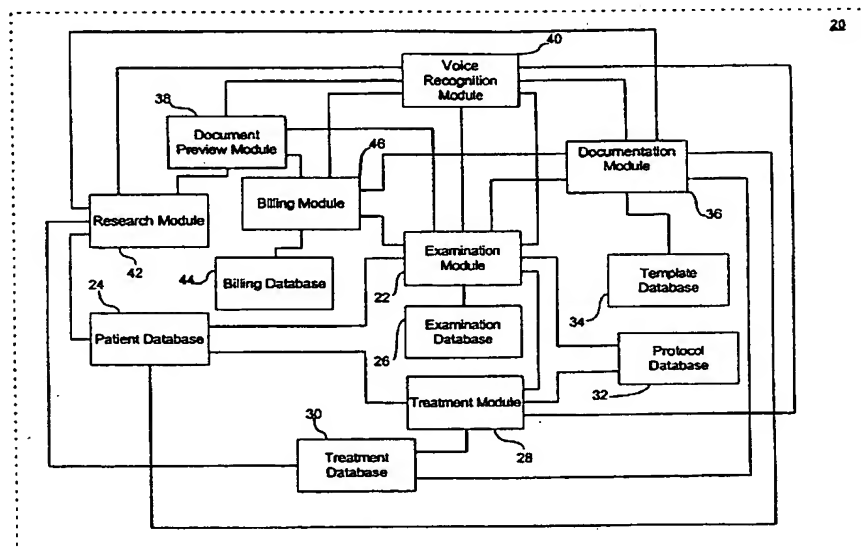 20
40
Voice
Recognition
Module
38
Document
Preview Module
46
Documentation
Module
36
Billing Module
Research Module
42
Examination
Module
22
44
Billing Database
Template
Database
34
24
Patient Database
Examination
Database
26
Protocol
Database
32
Treatment Module
28
30
Treatment
Database